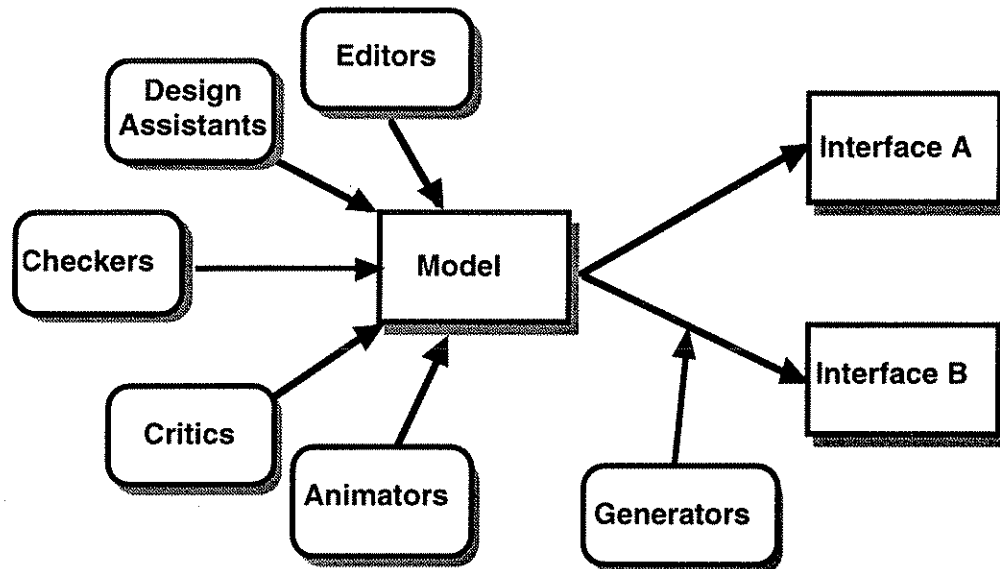 Editors
Design
Assistants
Interface A
Checkers
Model
Interface B
Critics
Animators
Generators